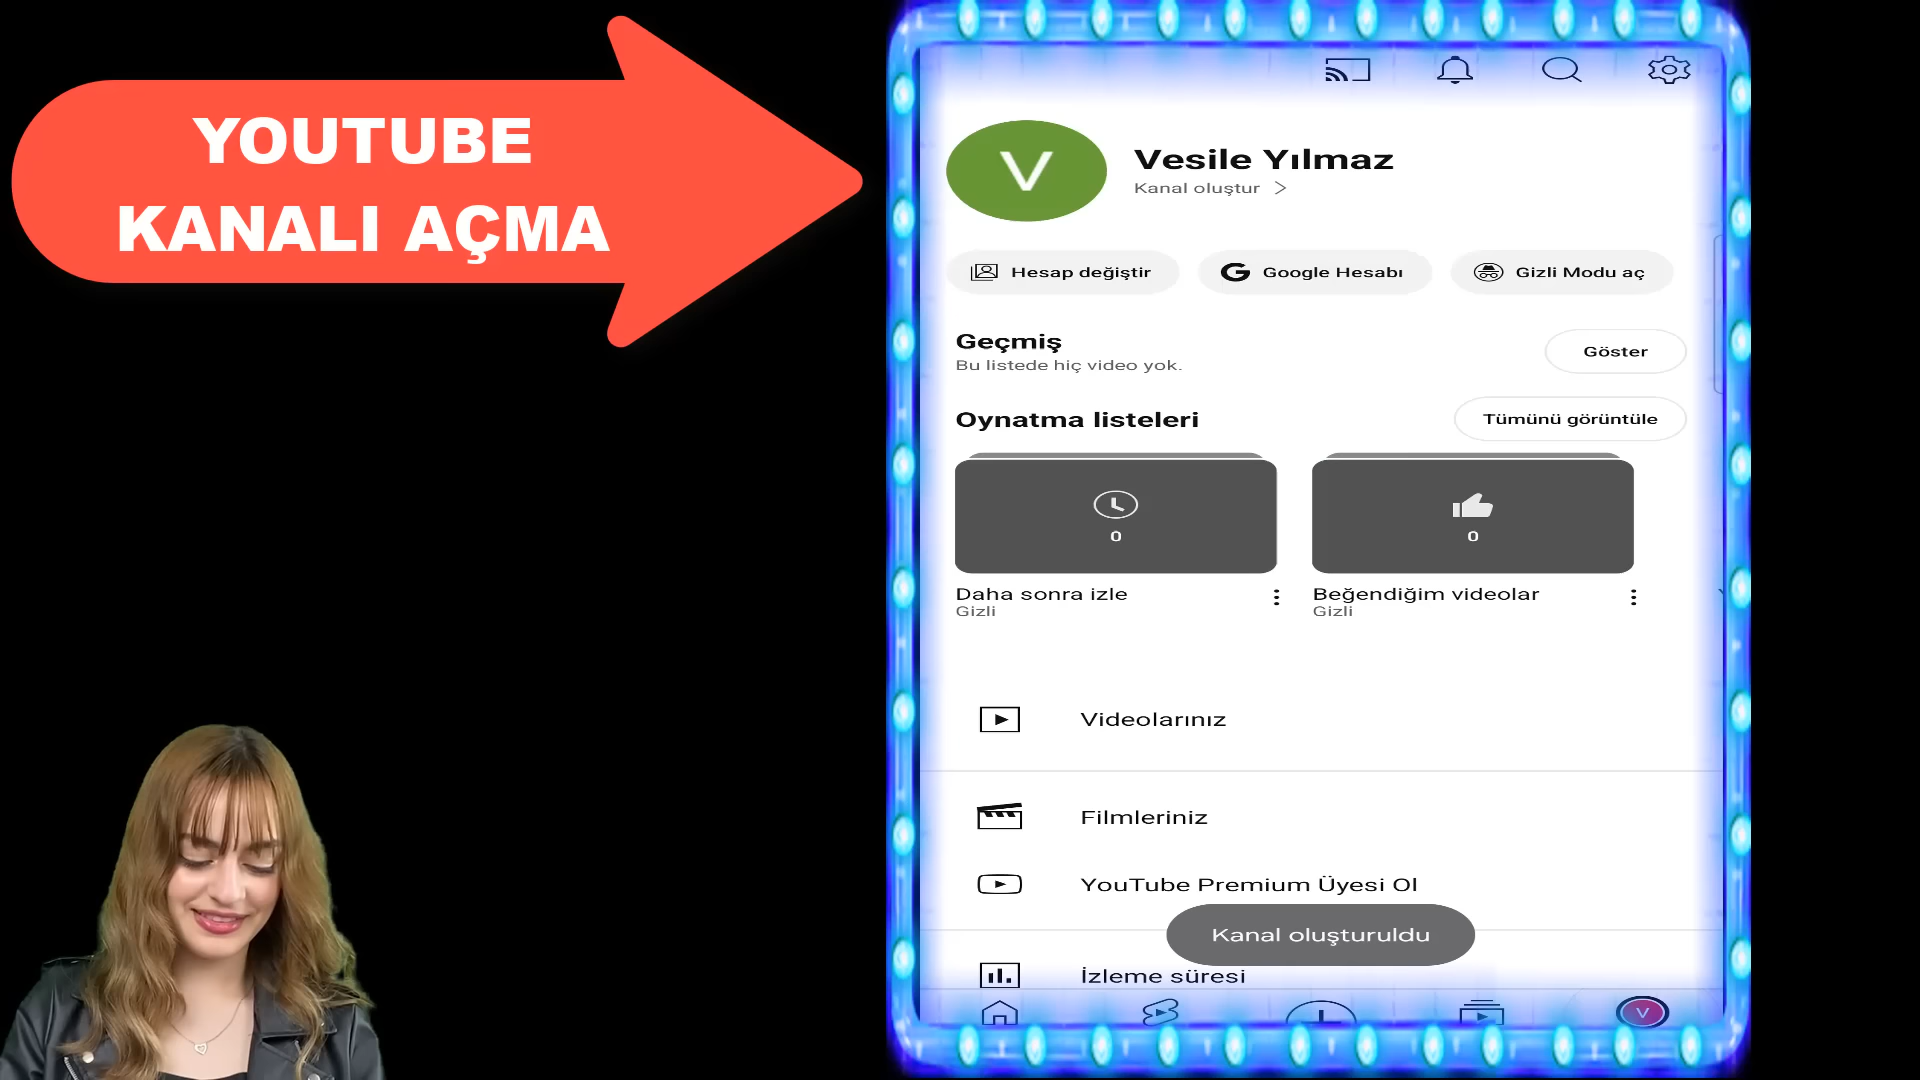 YOUTUBE
KANALI AÇMA
V
Vesile Yılmaz
Kanal oluştur
Hesap değiştir
Google Hesabı
Gizli Modu aç
Geçmiş
Bu listede hiç video yok.
Göster
Oynatma listeleri
Tümünü görüntüle
0
0
Daha sonra izle
Gizli
Beğendiğim videolar
Gizli
Videolarınız
Filmleriniz
YouTube Premium Üyesi Ol
Kanal oluşturuldu
İzleme süresi
V